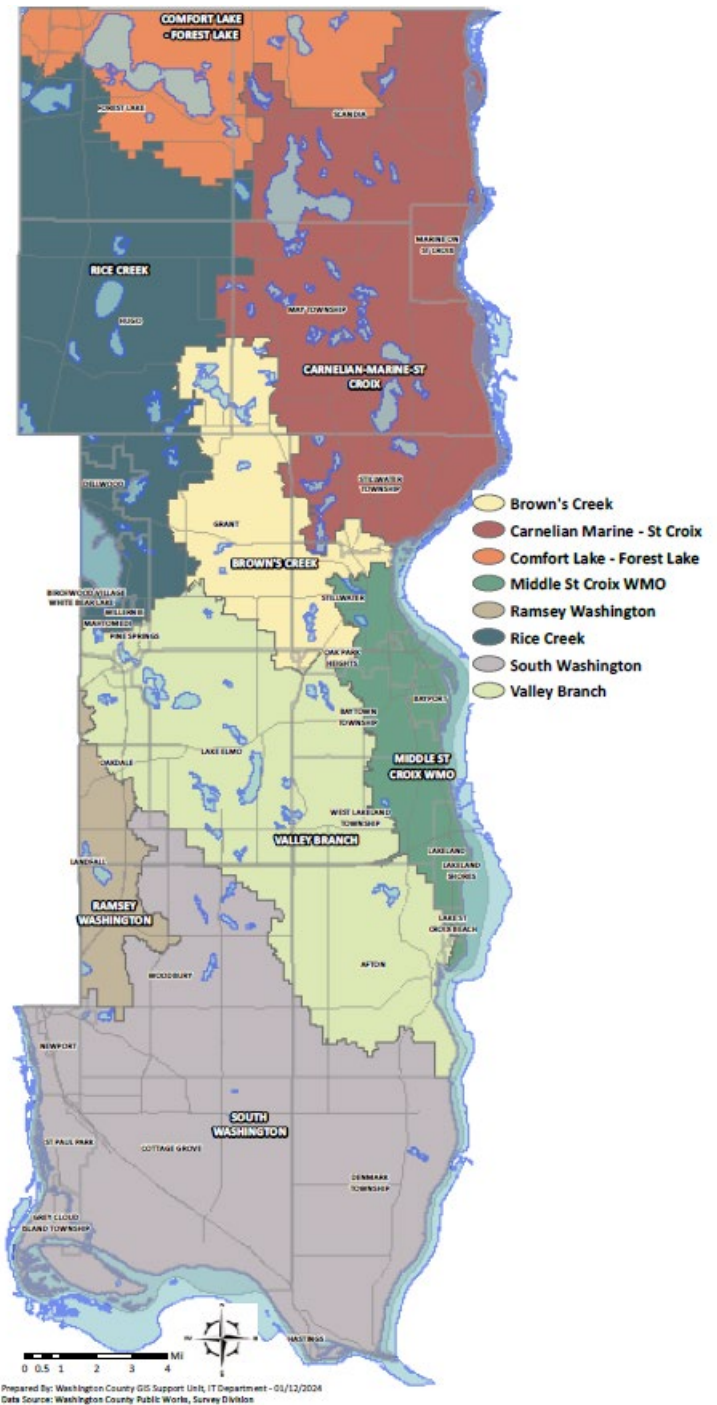 COMFORT LAKE
- FOREST LAKE
FOREST LAKE
SCANDIA
MARINE ON
ST CROIX
RICE CREEK
HUGO
MAY TOWNSHIP
CARNELIAN-MARINE-ST
CROIX
DELLWOOD
STILLWATER
TOWNSHIP
GRANT
BROWN'S CREEK
Brown's Creek
Carnelian Marine - St Croix
Comfort Lake - Forest Lake
Middle St Croix WMO
Ramsey Washington
Rice Creek
South Washington
Valley Branch
BIRCHWOOD VILLAGE
WHITE BEAR LAKE
WILLERNIE
MAHTOMEDI
PINE SPRINGS
STILLWATER
OAK PARK
HEIGHTS
BAYPORT
BAYTOWN
TOWNSHIP
LAKE ELMO
OAKDALE
MIDDLE ST
CROIX WMO
WEST LAKELAND
TOWNSHIP
VALLEY BRANCH
LANDFALL
LAKELAND
LAKELAND
SHORES
RAMSEY
WASHINGTON
LAKE ST
CROIX BEACH
AFTON
WOODBURY
NEWPORT
SOUTH
WASHINGTON
ST PAUL PARK
COTTAGE GROVE
DENMARK
TOWNSHIP
GREY CLOUD
ISLAND TOWNSHIP
HASTINGS
N
S
Mi
0 0.5 1 2 3 4
Prepared By: Washington County GIS Support Unit, IT Department - 01/12/2024
Data Source: Washington County Public Works, Survey Division